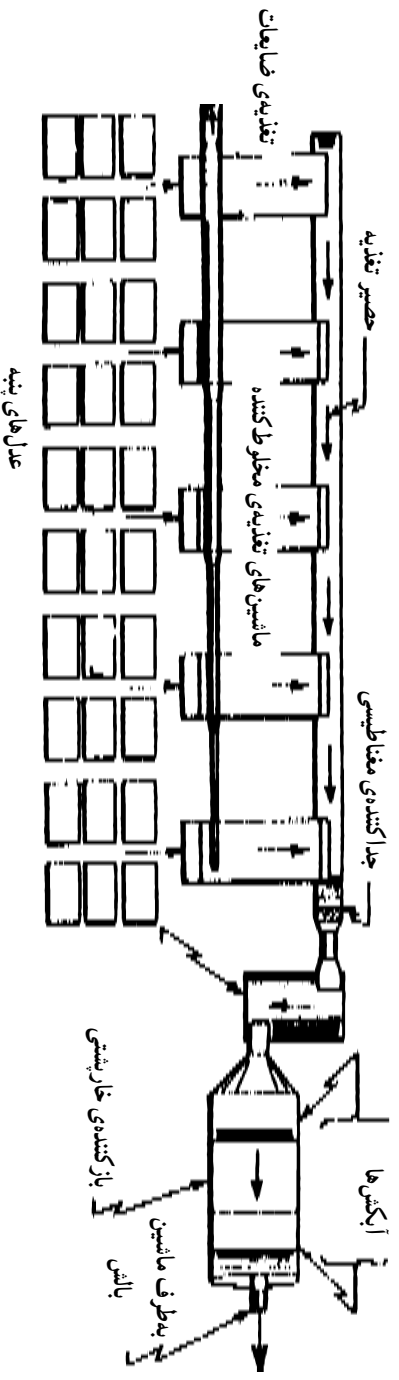 تغذیه‌ی ضایعات
حصیر تغذیه
جداکننده‌ی مغناطیسی
آبکش‌ها
ماشین‌های تغذیه‌ی مخلوط‌کننده
عدل‌های پنبه
بازکننده‌ی خارپشتی
به‌طرف ماشین
بالش